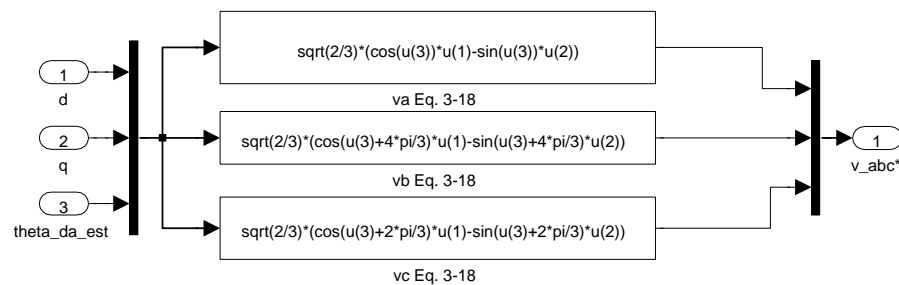 sqrt(2/3)*(cos(u(3))*u(1)-sin(u(3))*u(2))
va Eq. 3-18
1
d
sqrt(2/3)*(cos(u(3)+4*pi/3)*u(1)-sin(u(3)+4*pi/3)*u(2))
vb Eq. 3-18
2
q
1
v_abc*
3
theta_da_est
sqrt(2/3)*(cos(u(3)+2*pi/3)*u(1)-sin(u(3)+2*pi/3)*u(2))
vc Eq. 3-18